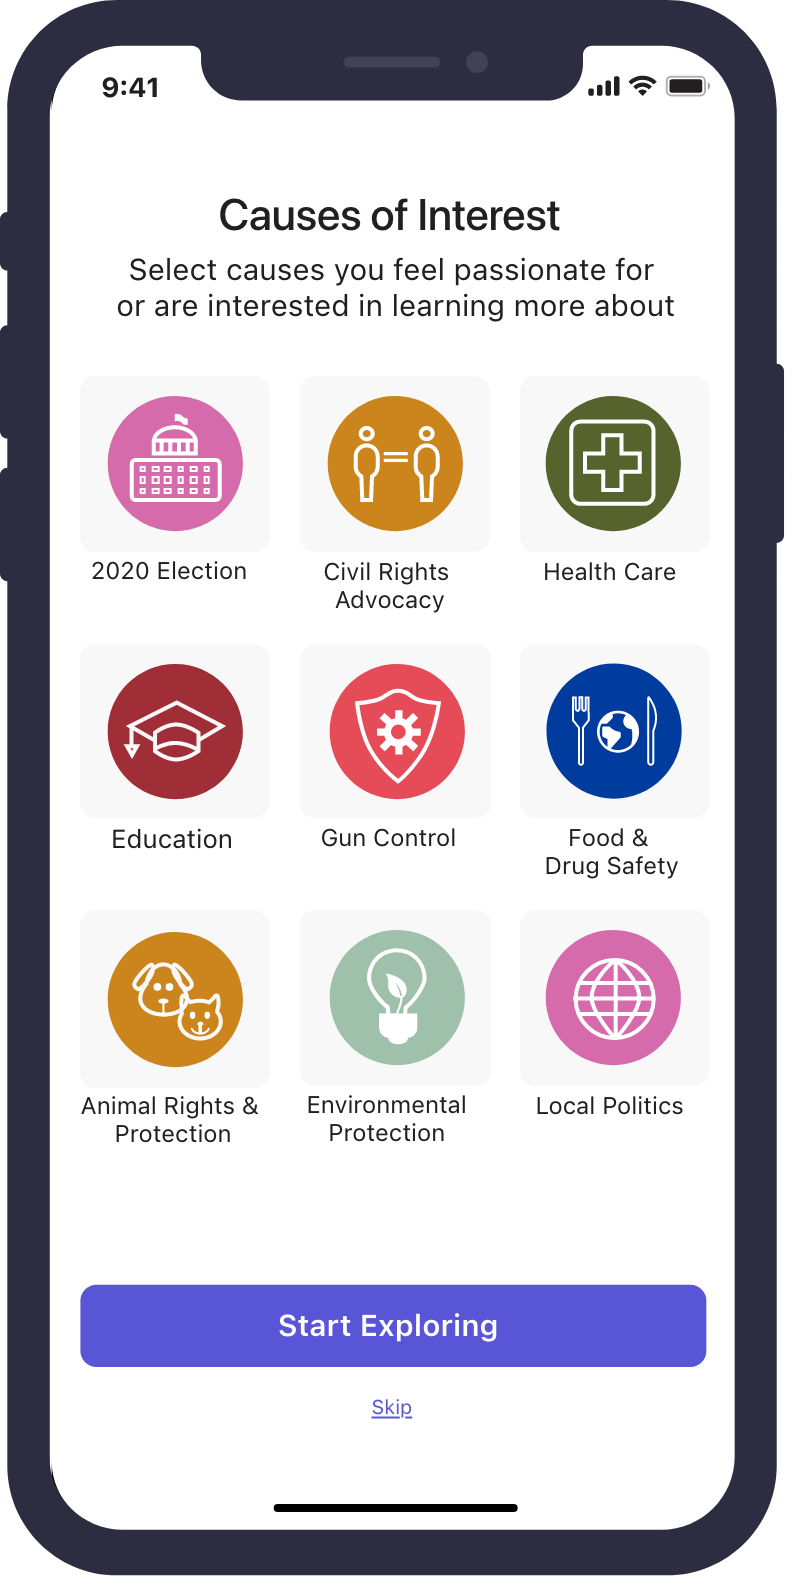 9:41
Causes of Interest
Select causes you feel passionate for
or are interested in learning more about
2020 Election
Civil Rights
Advocacy
Health Care
Education
Gun Control
Food &
Drug Safety
Animal Rights &
Protection
Environmental
Protection
Local Politics
Start Exploring
Skip